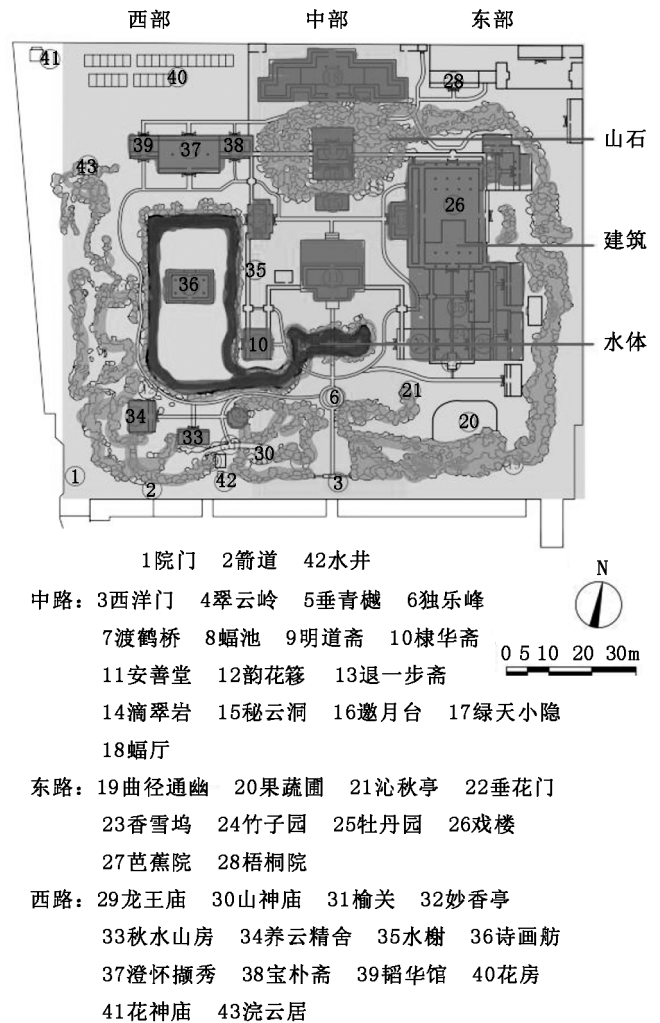 西部 中部 东部
41
40
28
39 37 38
山石
43
26
35
建筑
36
10
水体
6
21
34
33
20
30
1
2
42
3
1院门 2箭道 42水井
N
中路：3西洋门 4翠云岭 5垂青樾 6独乐峰
7渡鹤桥 8蝠池 9明道斋 10棣华斋
0 5 10 20 30m
11安善堂 12韵花簃 13退一步斋
14滴翠岩 15秘云洞 16邀月台 17绿天小隐
18蝠厅
东路：19曲径通幽 20果蔬圃 21沁秋亭 22垂花门
23香雪坞 24竹子园 25牡丹园 26戏楼
27芭蕉院 28梧桐院
西路：29龙王庙 30山神庙 31榆关 32妙香亭
33秋水山房 34养云精舍 35水榭 36诗画舫
37澄怀撷秀 38宝朴斋 39韬华馆 40花房
41花神庙 43浣云居